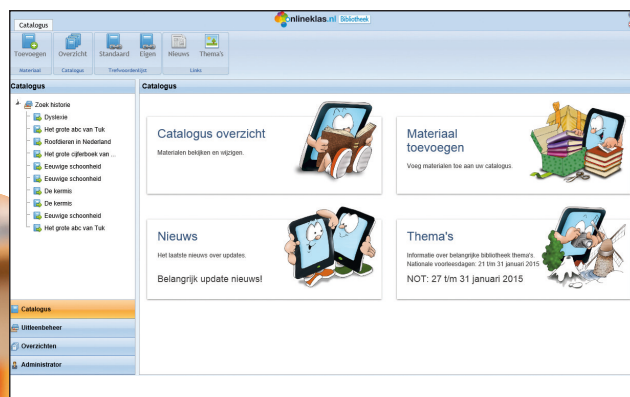 nlineklas.nl Bibliotheek
Catalogus
Toevoegen
Overzicht
Standaard
Eigen
Nieuws
Thema's
Materiaal
Catalogus
Trefwoordenlijst
Links
Catalogus
Catalogus
Zoek historie
Dyslexie
Het grote abc van Tuk
Roofdieren in Nederland
Het grote cijferboek van ...
Eeuwige schoonheid
Eeuwige schoonheid
De kermis
De kermis
Eeuwige schoonheid
Het grote abc van Tuk
Catalogus overzicht
Materialen bekijken en wijzigen.
Materiaal
toevoegen
Voeg materialen toe aan uw catalogus.
Nieuws
Het laatste nieuws over updates.
Belangrijk update nieuws!
Thema's
Informatie over belangrijke bibliotheek thema's.
Nationale voorleesdagen: 21 t/m 31 januari 2015
NOT: 27 t/m 31 januari 2015
Catalogus
Uitleenbeheer
Overzichten
Administrator